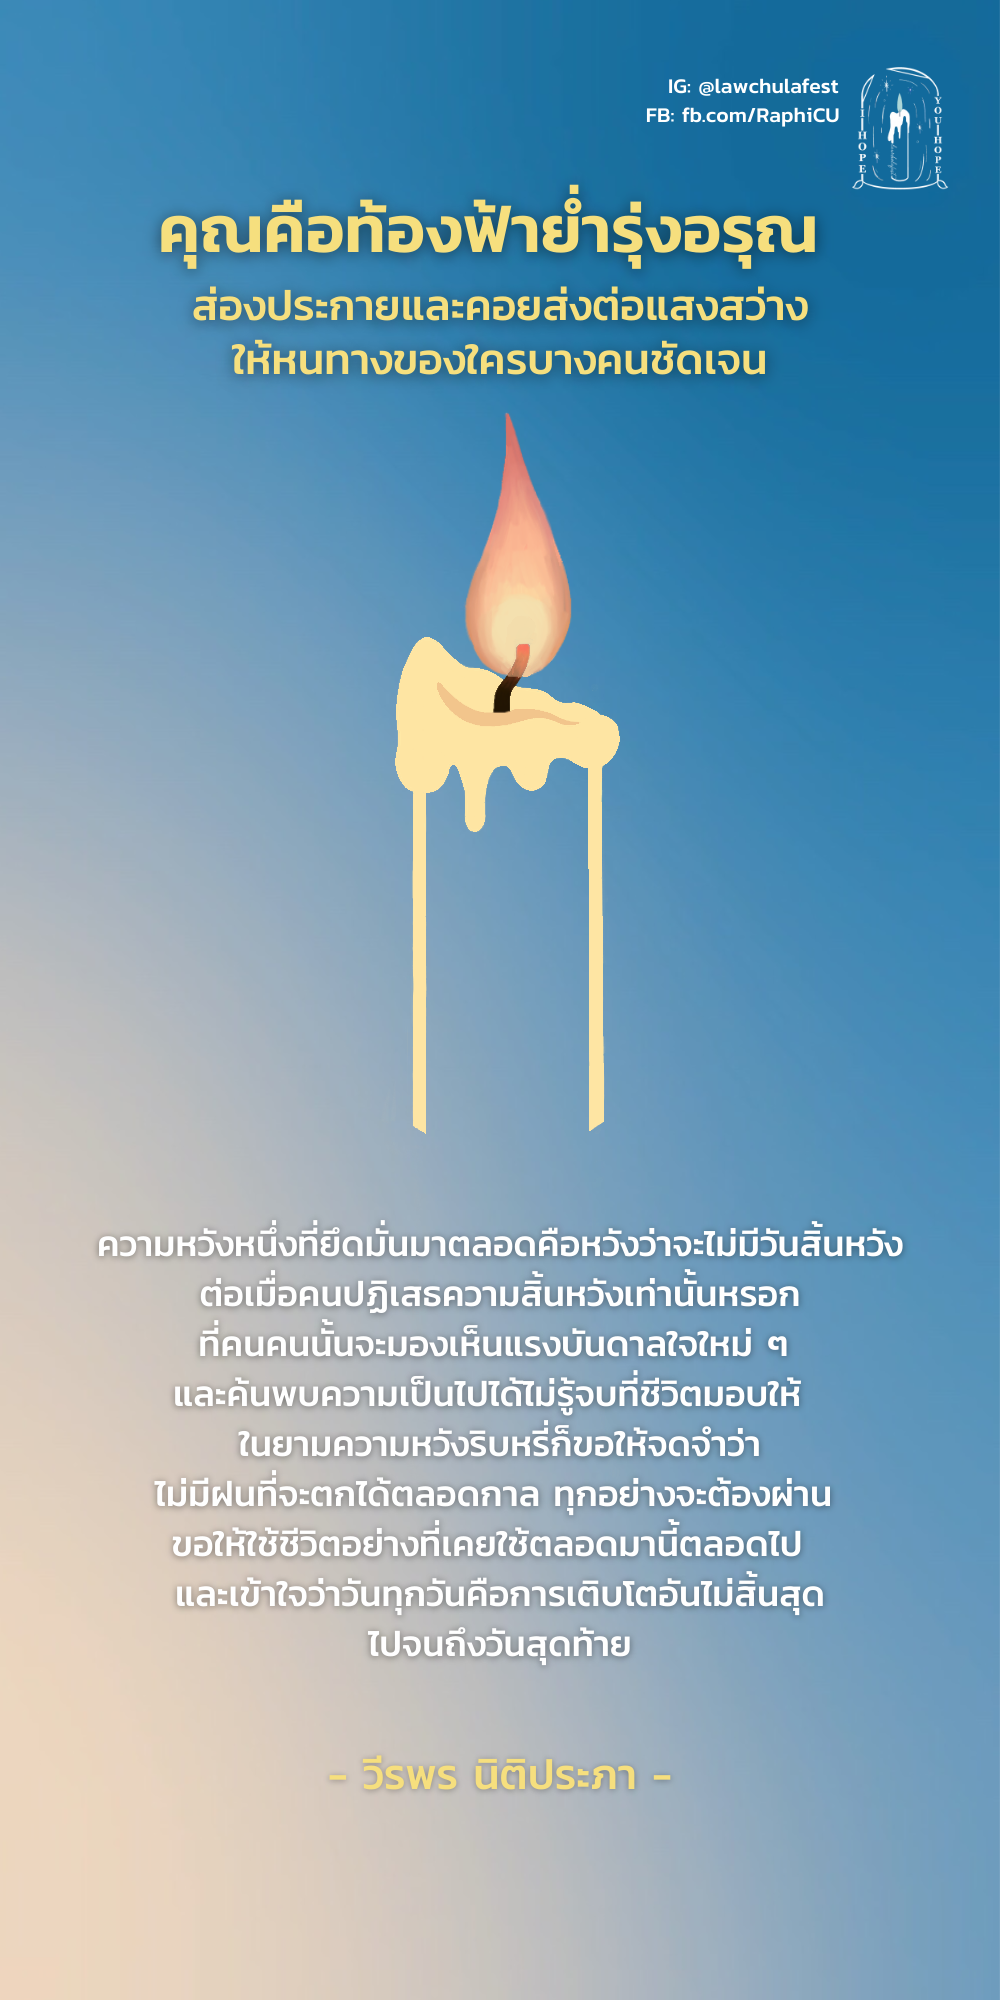 IG: @lawchulafest
FB: fb.com/RaphiCU
I HOPE
YOU HOPE
คุณคือท้องฟ้าย่ำรุ่งอรุณ
ส่องประกายและคอยส่งต่อแสงสว่าง
ให้หนทางของใครบางคนชัดเจน
ความหวังหนึ่งที่ยึดมั่นมาตลอดคือหวังว่าจะไม่มีวันสิ้นหวัง
ต่อเมื่อคนปฏิเสธความสิ้นหวังเท่านั้นหรอก
ที่คนคนนั้นจะมองเห็นแรงบันดาลใจใหม่ ๆ
และค้นพบความเป็นไปได้ไม่รู้จบที่ชีวิตมอบให้
ในยามความหวังริบหรี่ก็ขอให้จดจำว่า
ไม่มีฝนที่จะตกได้ตลอดกาล ทุกอย่างจะต้องผ่าน
ขอให้ใช้ชีวิตอย่างที่เคยใช้ตลอดมานี้ตลอดไป
และเข้าใจว่าวันทุกวันคือการเติบโตอันไม่สิ้นสุด
ไปจนถึงวันสุดท้าย
- วีรพร นิติประภา -